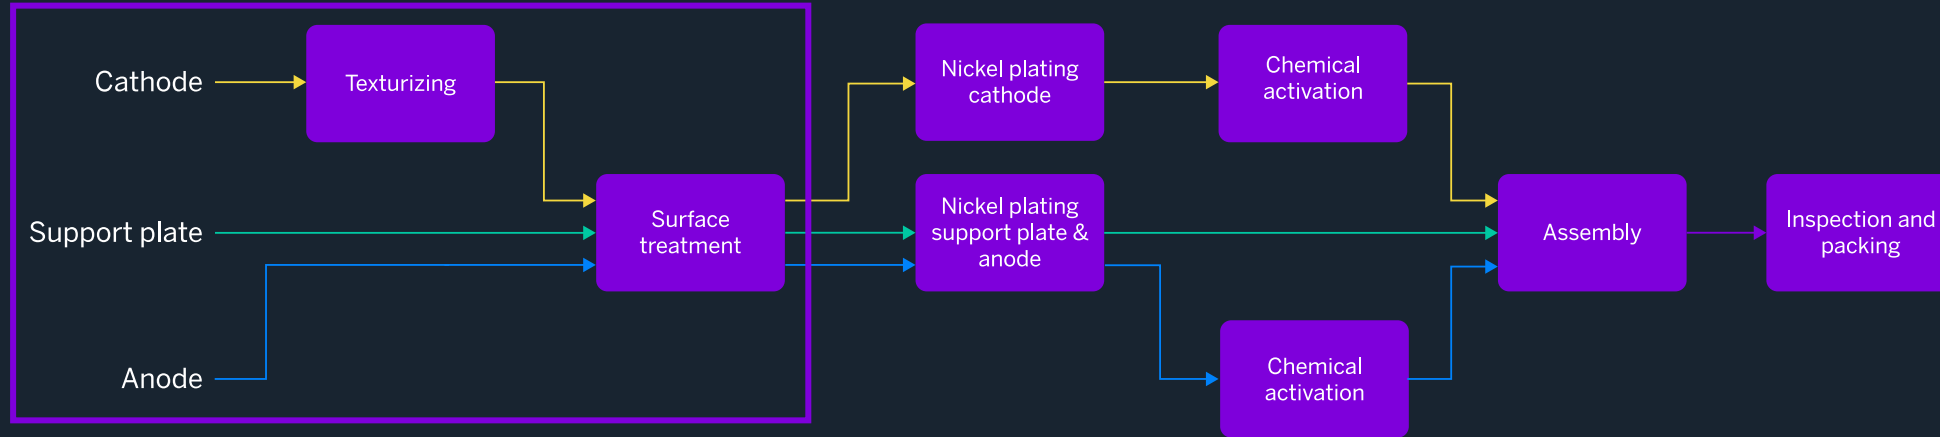 Cathode
Texturizing
Nickel plating
cathode
Chemical
activation
Support plate
Surface
treatment
Nickel plating
support plate &
anode
Assembly
Inspection and
packing
Anode
Chemical
activation